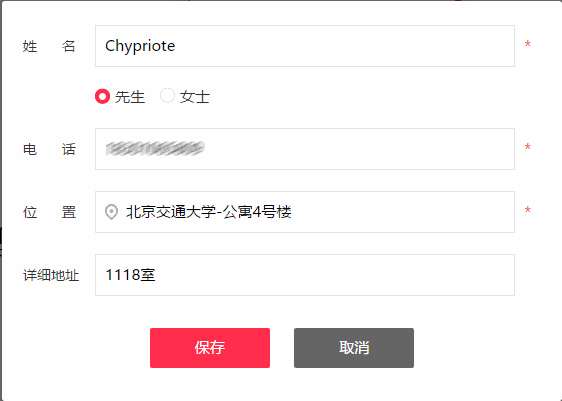 姓 名 Chypriote *
先生 女士
电 话 *
位 置 北京交通大学-公寓4号楼 *
详细地址 1118室
保存 取消